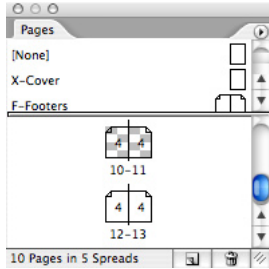 Pages
[None]
X-Cover
F-Footers
4 4
10-11
4 4
12-13
10 Pages in 5 Spreads